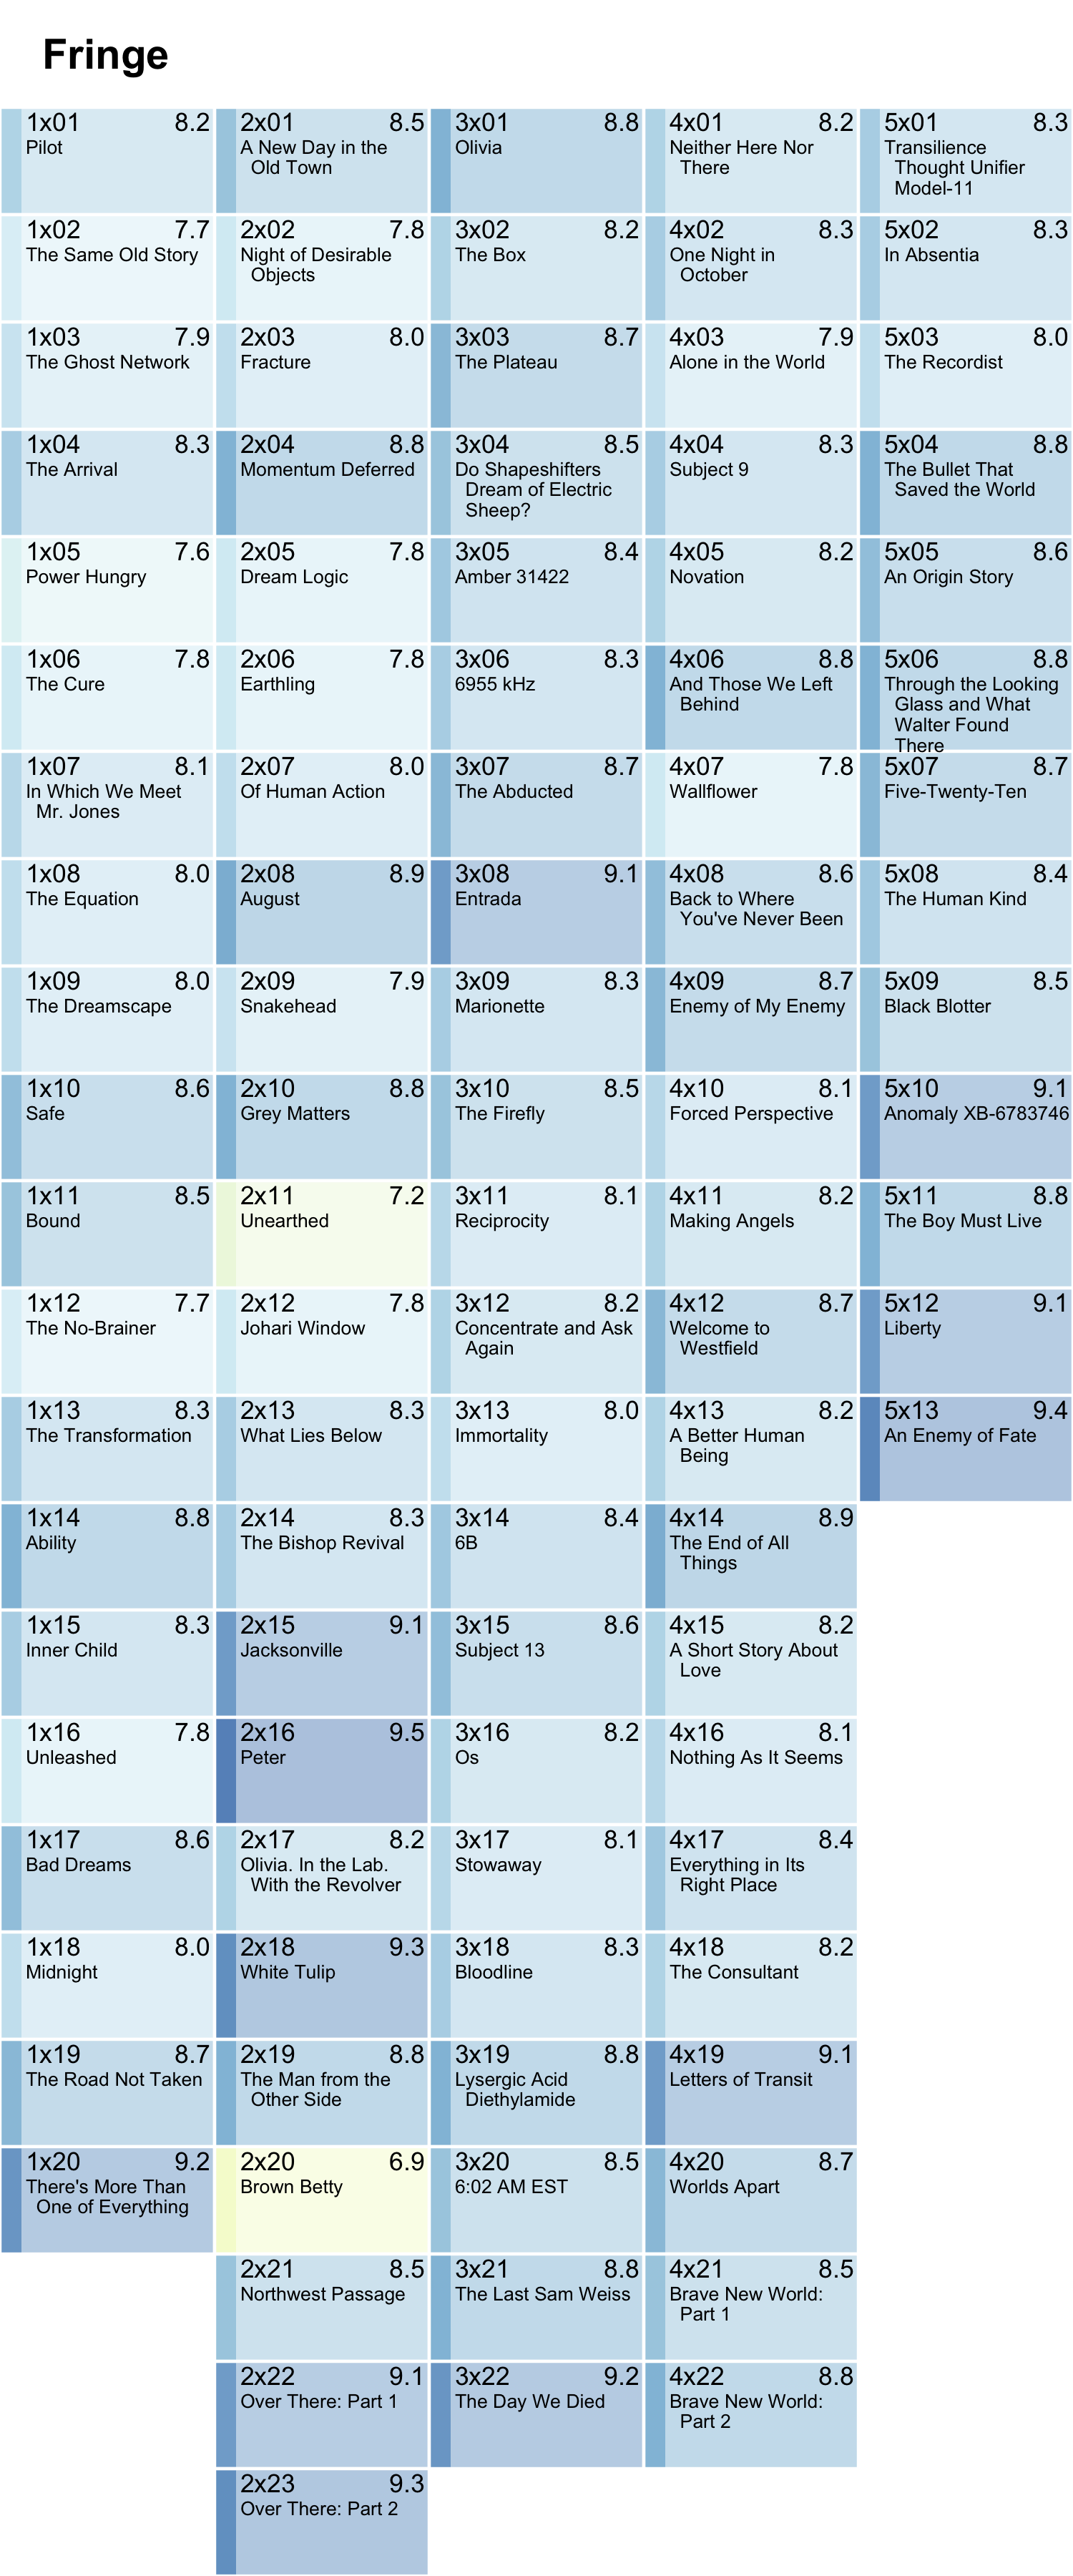 Fringe
1x01 8.2
Pilot
1x02 7.7
The Same Old Story
1x03 7.9
The Ghost Network
1x04 8.3
The Arrival
1x05 7.6
Power Hungry
1x06 7.8
The Cure
1x07 8.1
In Which We Meet
Mr. Jones
1x08 8.0
The Equation
1x09 8.0
The Dreamscape
1x10 8.6
Safe
1x11 8.5
Bound
1x12 7.7
The No-Brainer
1x13 8.3
The Transformation
1x14 8.8
Ability
1x15 8.3
Inner Child
1x16 7.8
Unleashed
1x17 8.6
Bad Dreams
1x18 8.0
Midnight
1x19 8.7
The Road Not Taken
1x20 9.2
There's More Than
One of Everything
2x01 8.5
A New Day in the
Old Town
2x02 7.8
Night of Desirable
Objects
2x03 8.0
Fracture
2x04 8.8
Momentum Deferred
2x05 7.8
Dream Logic
2x06 7.8
Earthling
2x07 8.0
Of Human Action
2x08 8.9
August
2x09 7.9
Snakehead
2x10 8.8
Grey Matters
2x11 7.2
Unearthed
2x12 7.8
Johari Window
2x13 8.3
What Lies Below
2x14 8.3
The Bishop Revival
2x15 9.1
Jacksonville
2x16 9.5
Peter
2x17 8.2
Olivia. In the Lab.
With the Revolver
2x18 9.3
White Tulip
2x19 8.8
The Man from the
Other Side
2x20 6.9
Brown Betty
2x21 8.5
Northwest Passage
2x22 9.1
Over There: Part 1
2x23 9.3
Over There: Part 2
3x01 8.8
Olivia
3x02 8.2
The Box
3x03 8.7
The Plateau
3x04 8.5
Do Shapeshifters
Dream of Electric
Sheep?
3x05 8.4
Amber 31422
3x06 8.3
6955 kHz
3x07 8.7
The Abducted
3x08 9.1
Entrada
3x09 8.3
Marionette
3x10 8.5
The Firefly
3x11 8.1
Reciprocity
3x12 8.2
Concentrate and Ask
Again
3x13 8.0
Immortality
3x14 8.4
6B
3x15 8.6
Subject 13
3x16 8.2
Os
3x17 8.1
Stowaway
3x18 8.3
Bloodline
3x19 8.8
Lysergic Acid
Diethylamide
3x20 8.5
6:02 AM EST
3x21 8.8
The Last Sam Weiss
3x22 9.2
The Day We Died
4x01 8.2
Neither Here Nor
There
4x02 8.3
One Night in
October
4x03 7.9
Alone in the World
4x04 8.3
Subject 9
4x05 8.2
Novation
4x06 8.8
And Those We Left
Behind
4x07 7.8
Wallflower
4x08 8.6
Back to Where
You've Never Been
4x09 8.7
Enemy of My Enemy
4x10 8.1
Forced Perspective
4x11 8.2
Making Angels
4x12 8.7
Welcome to
Westfield
4x13 8.2
A Better Human
Being
4x14 8.9
The End of All
Things
4x15 8.2
A Short Story About
Love
4x16 8.1
Nothing As It Seems
4x17 8.4
Everything in Its
Right Place
4x18 8.2
The Consultant
4x19 9.1
Letters of Transit
4x20 8.7
Worlds Apart
4x21 8.5
Brave New World:
Part 1
4x22 8.8
Brave New World:
Part 2
5x01 8.3
Transilience
Thought Unifier
Model-11
5x02 8.3
In Absentia
5x03 8.0
The Recordist
5x04 8.8
The Bullet That
Saved the World
5x05 8.6
An Origin Story
5x06 8.8
Through the Looking
Glass and What
Walter Found
There
5x07 8.7
Five-Twenty-Ten
5x08 8.4
The Human Kind
5x09 8.5
Black Blotter
5x10 9.1
Anomaly XB-6783746
5x11 8.8
The Boy Must Live
5x12 9.1
Liberty
5x13 9.4
An Enemy of Fate